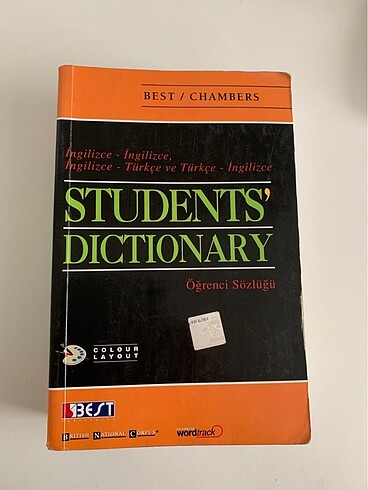 BEST / CHAMBERS
İngilizce - İngilizce,
İngilizce - Türkçe ve Türkçe - İngilizce
STUDENTS'
DICTIONARY
Öğrenci Sözlüğü
COLOUR
LAYOUT
BEST
BRITISH NATIONAL CORPUS
wordtrack